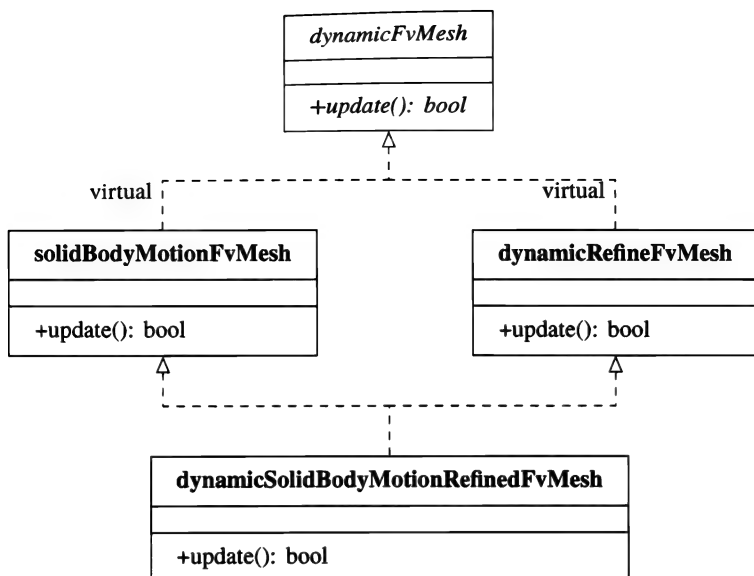 dynamicFvMesh
+update(): bool
virtual
virtual
solidBodyMotionFvMesh
dynamicRefineFvMesh
+update(): bool
+update(): bool
dynamicSolidBodyMotionRefinedFvMesh
+update(): bool